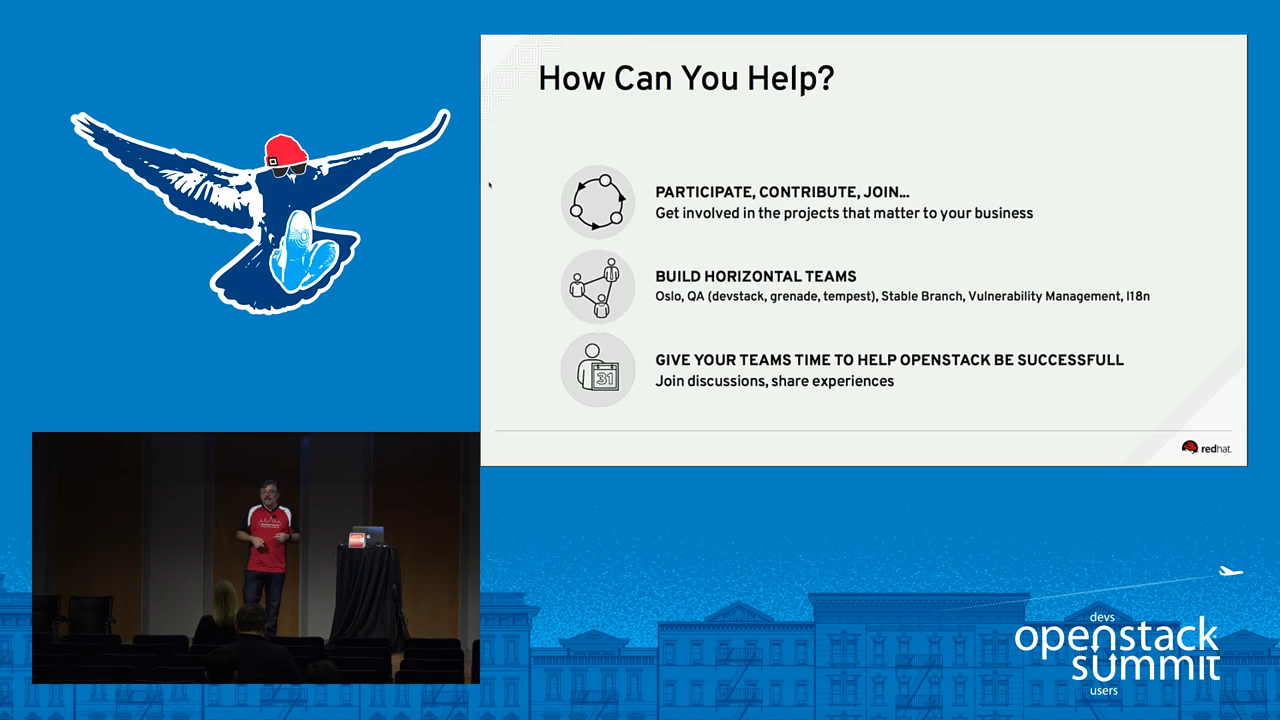 How Can You Help?
PARTICIPATE, CONTRIBUTE, JOIN...
Get involved in the projects that matter to your business
BUILD HORIZONTAL TEAMS
Oslo, QA (devstack, grenade, tempest), Stable Branch, Vulnerability Management, I18n
31
GIVE YOUR TEAMS TIME TO HELP OPENSTACK BE SUCCESSFULL
Join discussions, share experiences
redhat.
devs
openstack
summit
users